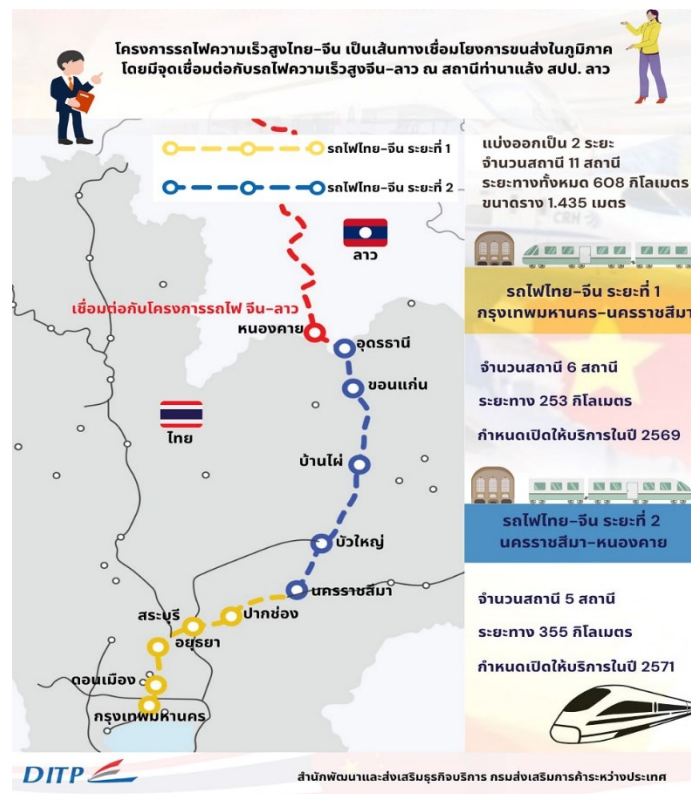 โครงการรถไฟความเร็วสูงไทย-จีน เป็นเส้นทางเชื่อมโยงการขนส่งในภูมิภาค
โดยมีจุดเชื่อมต่อกับรถไฟความเร็วสูงจีน-ลาว ณ สถานีท่านาแล้ง สปป. ลาว
รถไฟไทย-จีน ระยะที่ 1
รถไฟไทย-จีน ระยะที่ 2
ลาว
เชื่อมต่อกับโครงการรถไฟ จีน-ลาว
หนองคาย
อุดรธานี
ขอนแก่น
ไทย
บ้านไผ่
บัวใหญ่
นครราชสีมา
ปากช่อง
สระบุรี
อยุธยา
ดอนเมือง
กรุงเทพมหานคร
แบ่งออกเป็น 2 ระยะ
จำนวนสถานี 11 สถานี
ระยะทางทั้งหมด 608 กิโลเมตร
ขนาดราง 1.435 เมตร
CRH
รถไฟไทย-จีน ระยะที่ 1
กรุงเทพมหานคร-นครราชสีมา
จำนวนสถานี 6 สถานี
ระยะทาง 253 กิโลเมตร
กำหนดเปิดให้บริการในปี 2569
รถไฟไทย-จีน ระยะที่ 2
นครราชสีมา-หนองคาย
จำนวนสถานี 5 สถานี
ระยะทาง 355 กิโลเมตร
กำหนดเปิดให้บริการในปี 2571
DITP
สำนักพัฒนาและส่งเสริมธุรกิจบริการ กรมส่งเสริมการค้าระหว่างประเทศ